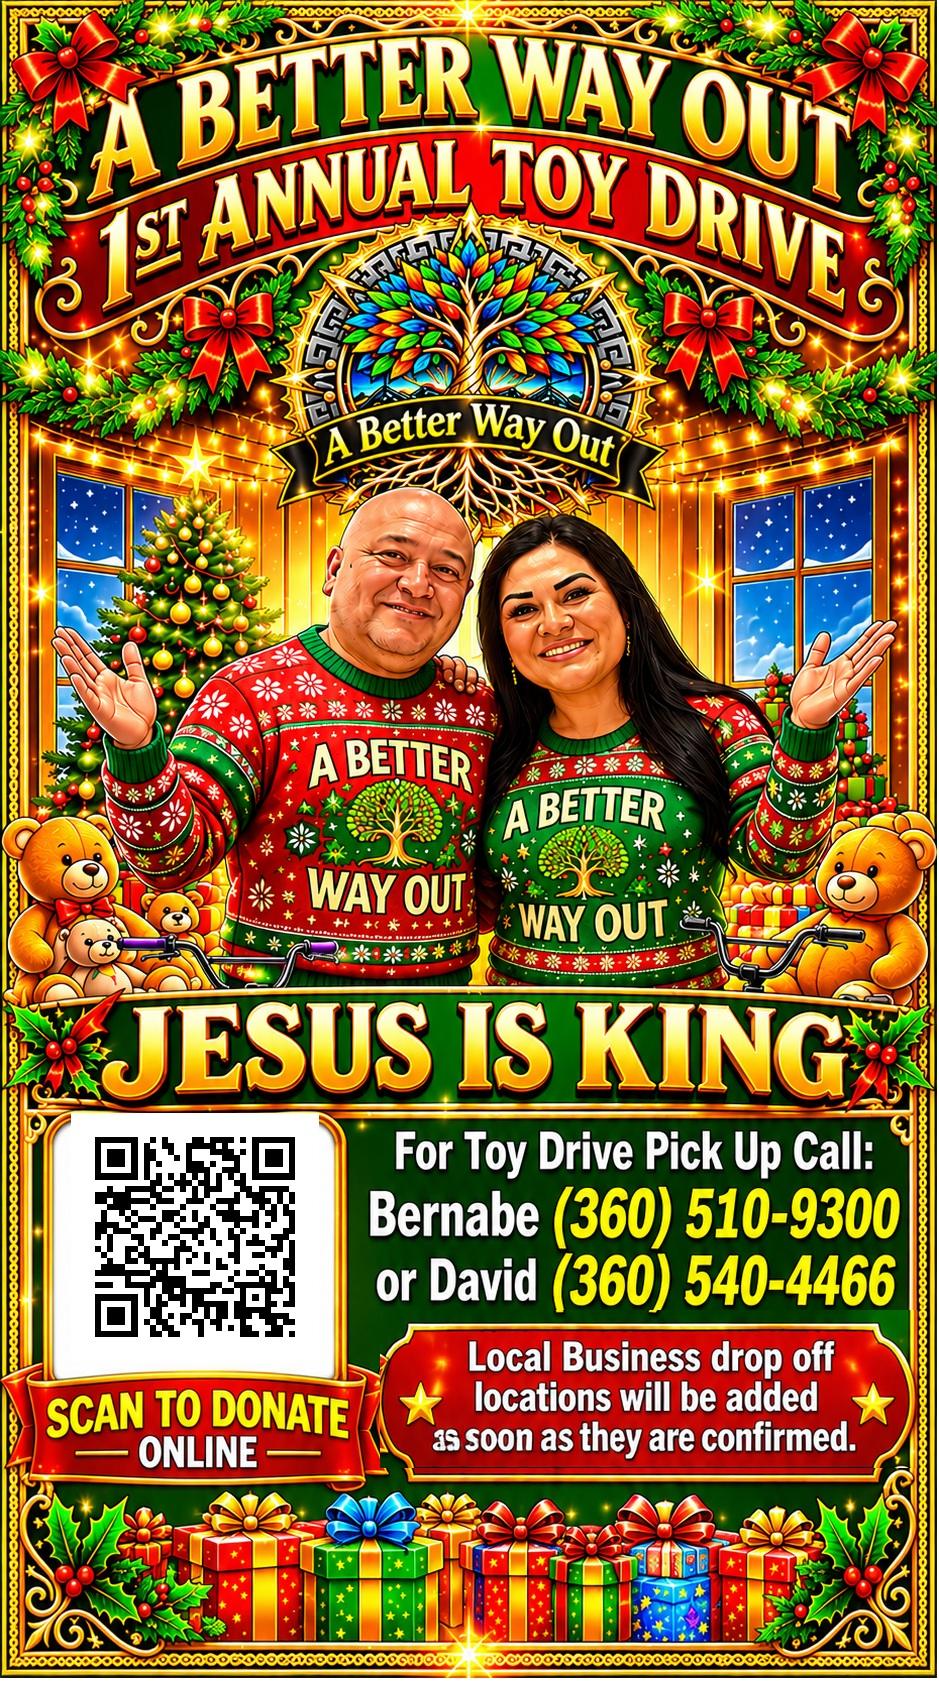 A BETTER WAY OUT
1ST ANNUAL TOY DRIVE
A Better Way Out
A BETTER
WAY OUT
A BETTER
WAY OUT
JESUS IS KING
For Toy Drive Pick Up Call:
Bernabe (360) 510-9300
or David (360) 540-4466
Local Business drop off
locations will be added
as soon as they are confirmed.
SCAN TO DONATE
ONLINE